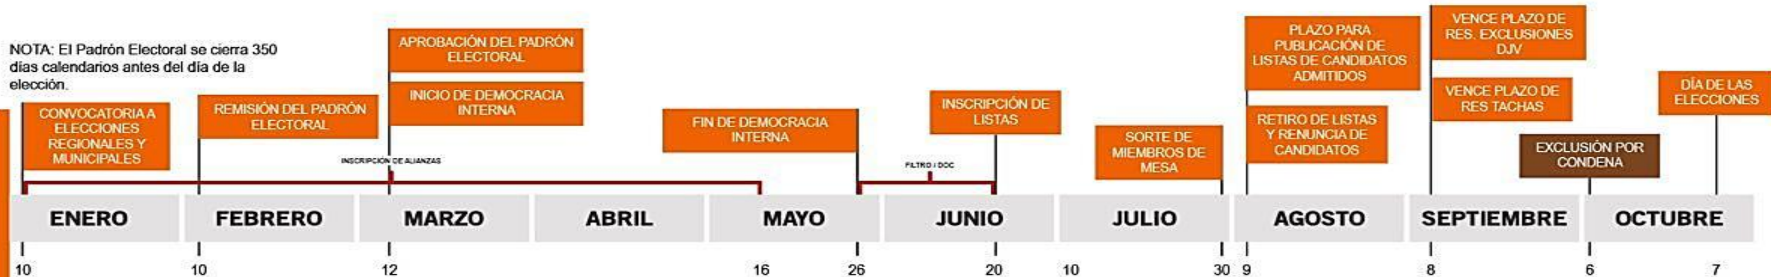 NOTA: El Padrón Electoral se cierra 350
días calendarios antes del día de la
elección.
CONVOCATORIA A
ELECCIONES
REGIONALES Y
MUNICIPALES
REMISIÓN DEL PADRÓN
ELECTORAL
APROBACIÓN DEL PADRÓN
ELECTORAL
INICIO DE DEMOCRACIA
INTERNA
INSCRIPCIÓN DE ALIANZAS
FIN DE DEMOCRACIA
INTERNA
FILTRO / DOC
INSCRIPCIÓN DE
LISTAS
SORTE DE
MIEMBROS DE
MESA
PLAZO PARA
PUBLICACIÓN DE
LISTAS DE CANDIDATOS
ADMITIDOS
RETIRO DE LISTAS
Y RENUNCIA DE
CANDIDATOS
VENCE PLAZO DE
RES. EXCLUSIONES
DJV
VENCE PLAZO DE
RES TACHAS
EXCLUSIÓN POR
CONDENA
DÍA DE LAS
ELECCIONES
ENERO
FEBRERO
MARZO
ABRIL
MAYO
JUNIO
JULIO
AGOSTO
SEPTIEMBRE
OCTUBRE
10
10
12
16
26
20
10
30
9
8
6
7